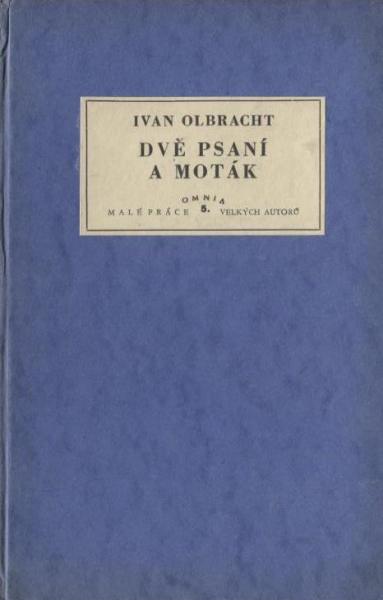 IVAN OLBRACHT
DVĚ PSANÍ
A MOTÁK
OMNIA
MALÉ PRÁCE 5. VELKÝCH AUTORŮ